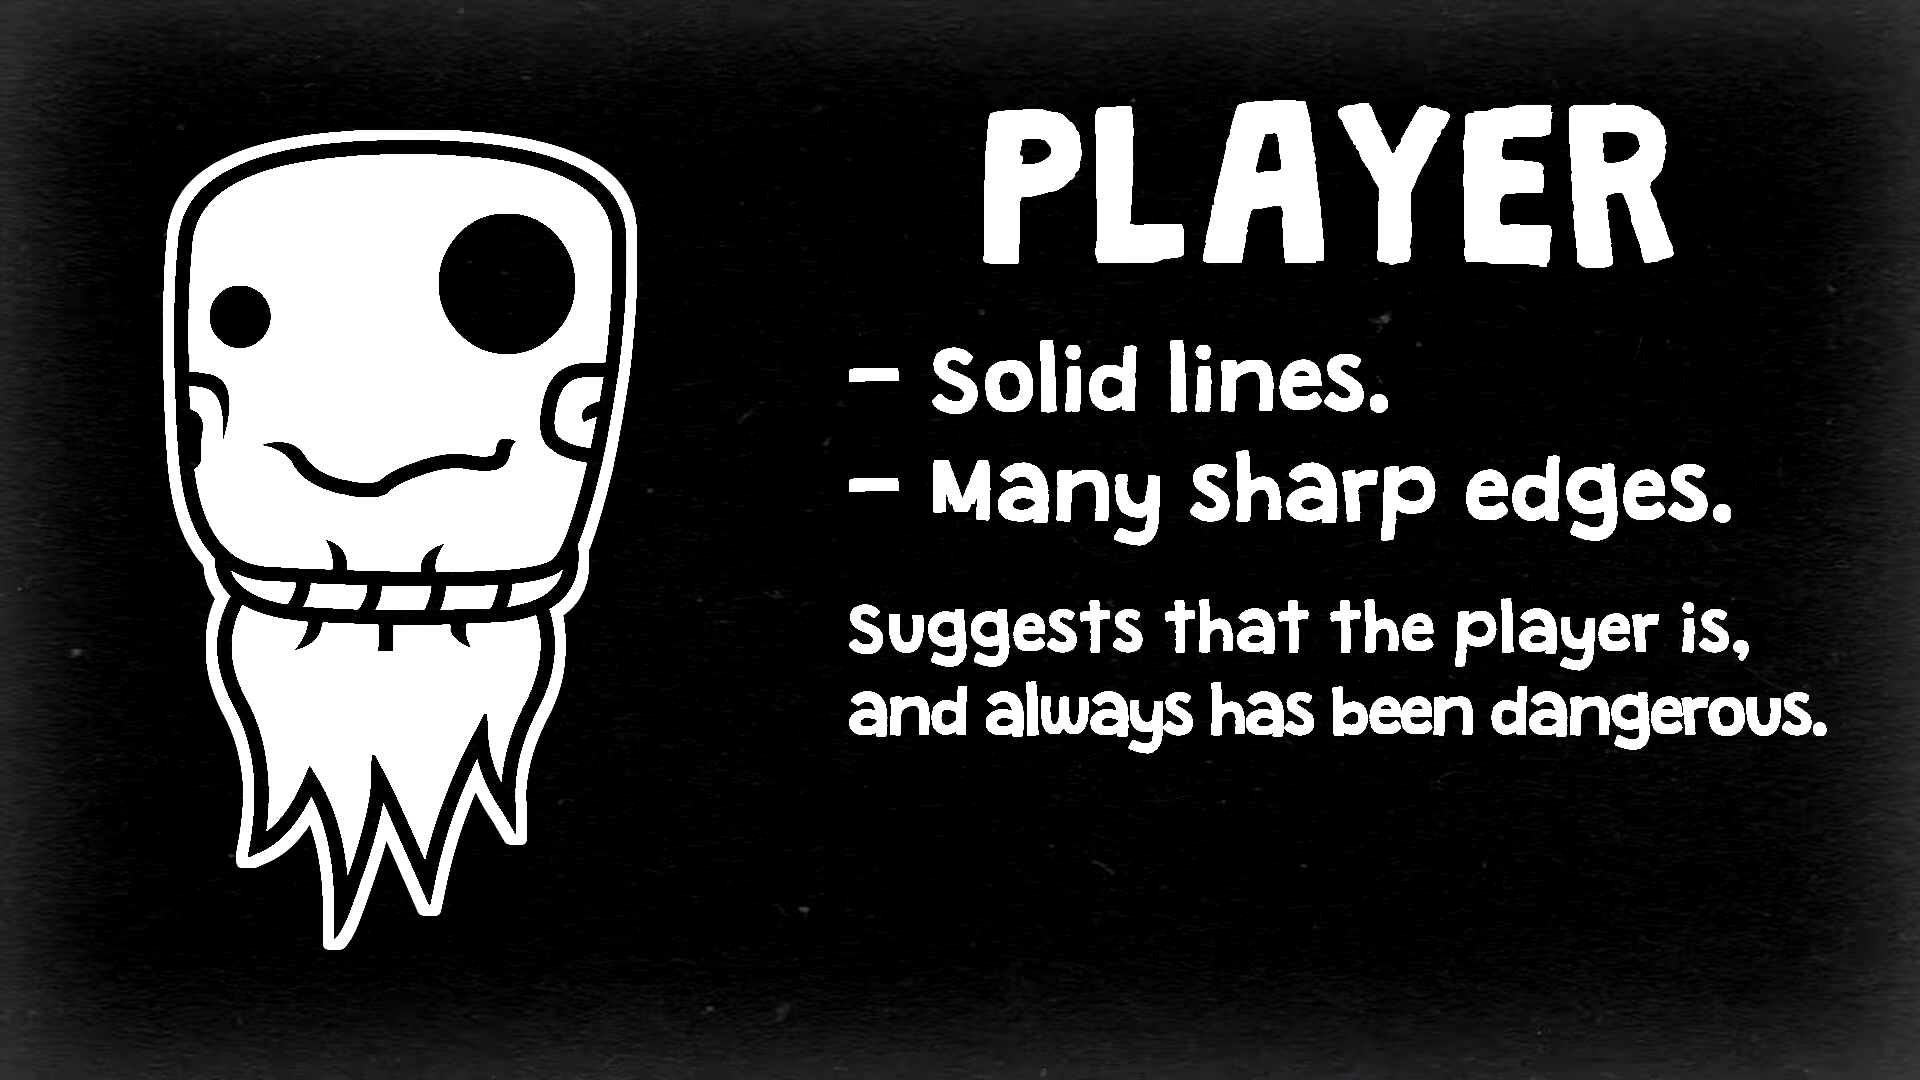 PLAYER
- Solid lines.
- Many sharp edges.
Suggests that the player is,
and always has been dangerous.